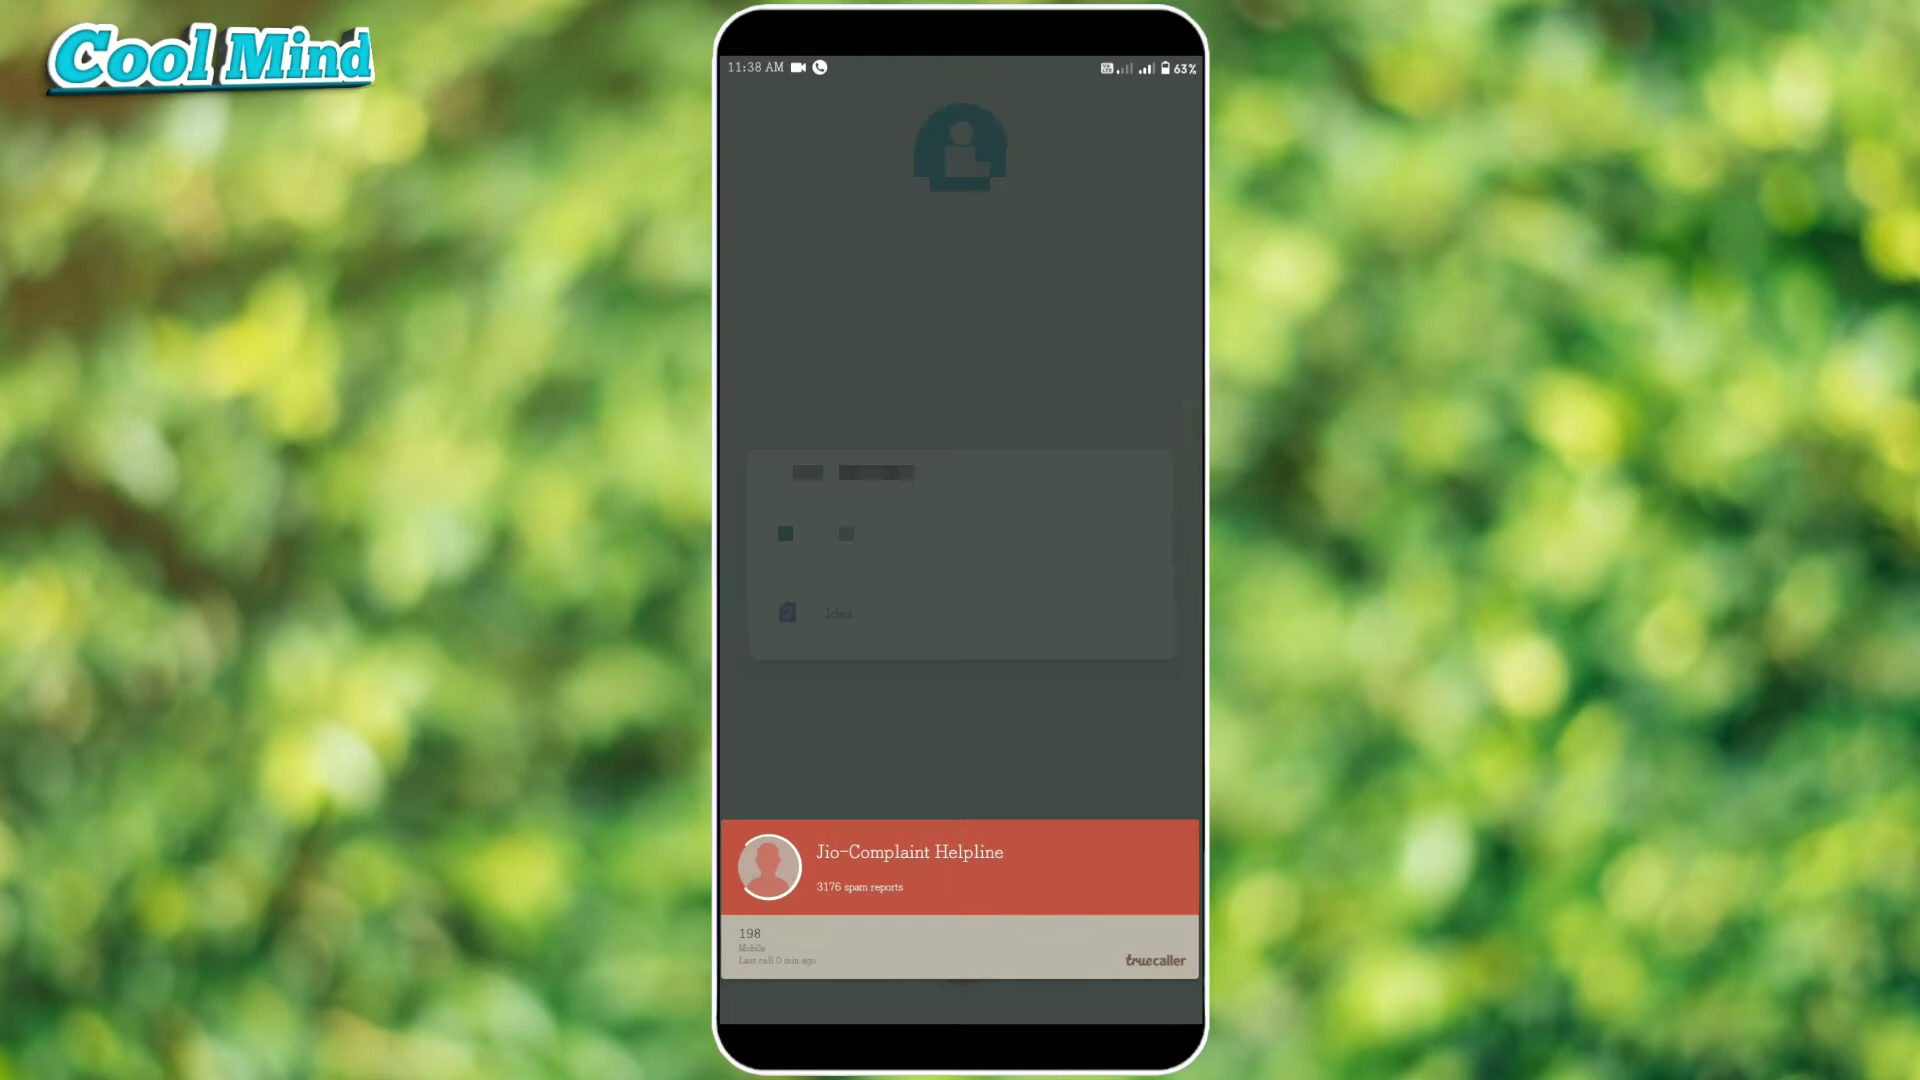 Cool Mind
11:38 AM
63%
Idea
Jio-Complaint Helpline
3176 spam reports
198
Mobile
Last call 0 min ago
truecaller